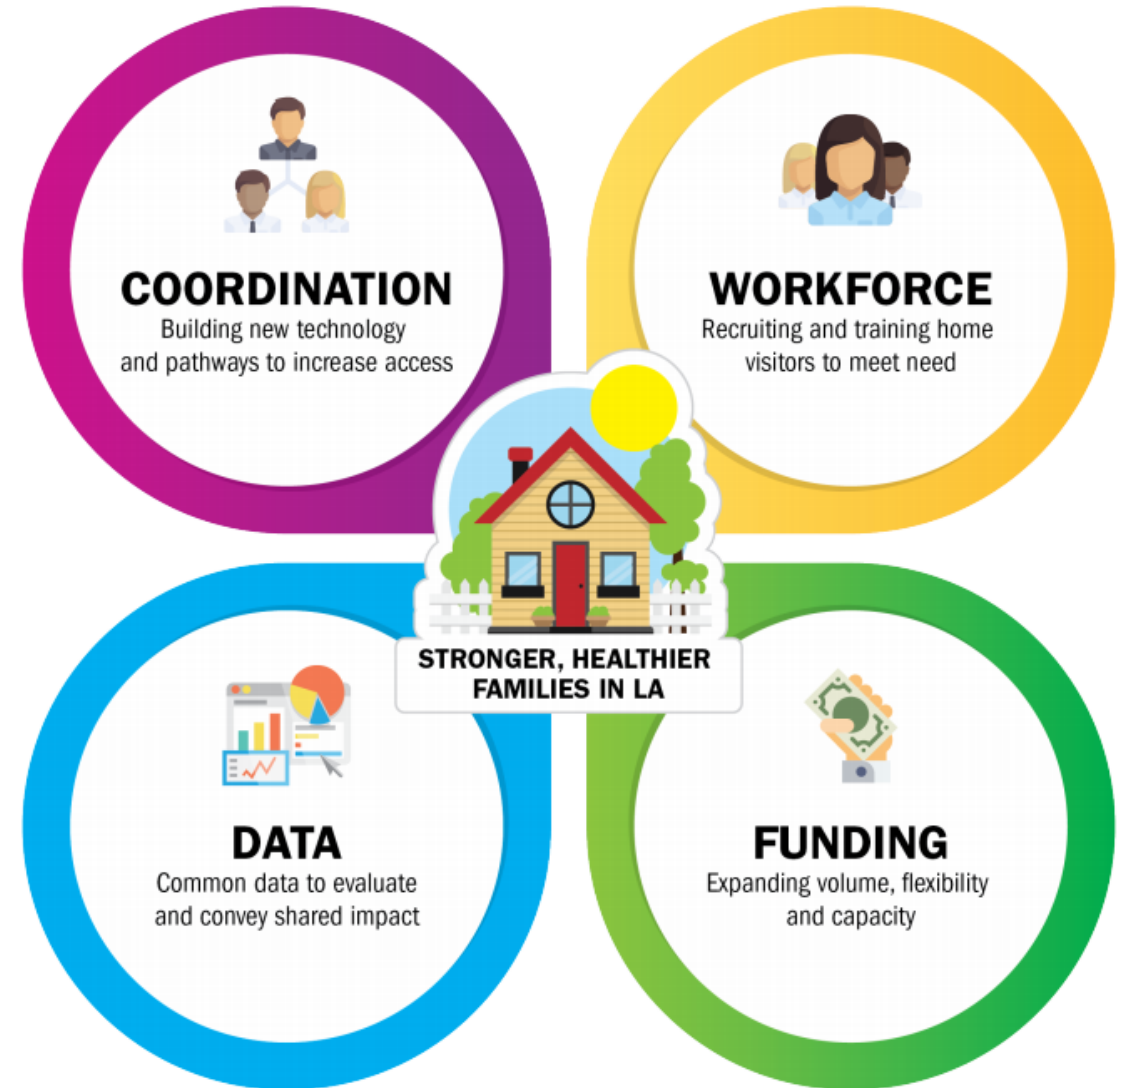 COORDINATION
Building new technology
and pathways to increase access
WORKFORCE
Recruiting and training home
visitors to meet need
STRONGER, HEALTHIER
FAMILIES IN LA
DATA
Common data to evaluate
and convey shared impact
FUNDING
Expanding volume, flexibility
and capacity